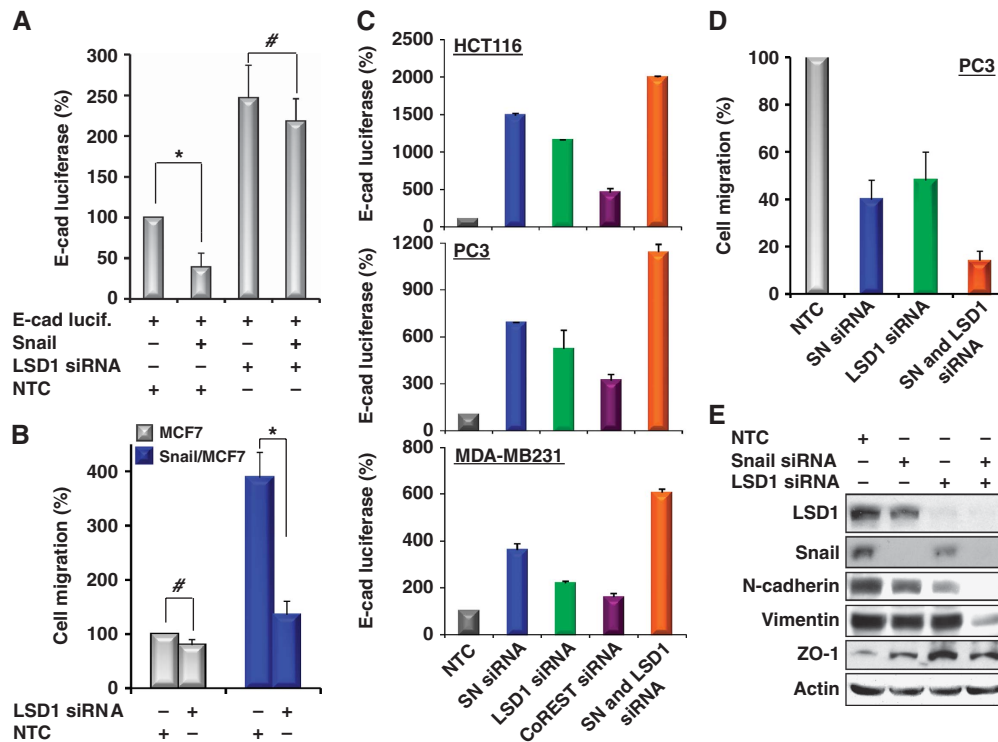 A
E-cad luciferase (%)
300
250
200
150
100
50
0
*
#
E-cad lucif. + + + +
Snail – + – +
LSD1 siRNA – – + +
NTC + + – –
B
MCF7
Snail/MCF7
Cell migration (%)
400
300
200
100
0
#
*
LSD1 siRNA – + – +
NTC + – + –
C
HCT116
E-cad luciferase (%)
2500
2000
1500
1000
500
0
PC3
E-cad luciferase (%)
1200
900
600
300
0
MDA-MB231
E-cad luciferase (%)
800
600
400
200
0
NTC
SN siRNA
LSD1 siRNA
CoREST siRNA
SN and LSD1
siRNA
D
PC3
Cell migration (%)
100
80
60
40
20
0
NTC
SN siRNA
LSD1 siRNA
SN and LSD1
siRNA
E
NTC + – – –
Snail siRNA – + – +
LSD1 siRNA – – + +
LSD1
Snail
N-cadherin
Vimentin
ZO-1
Actin